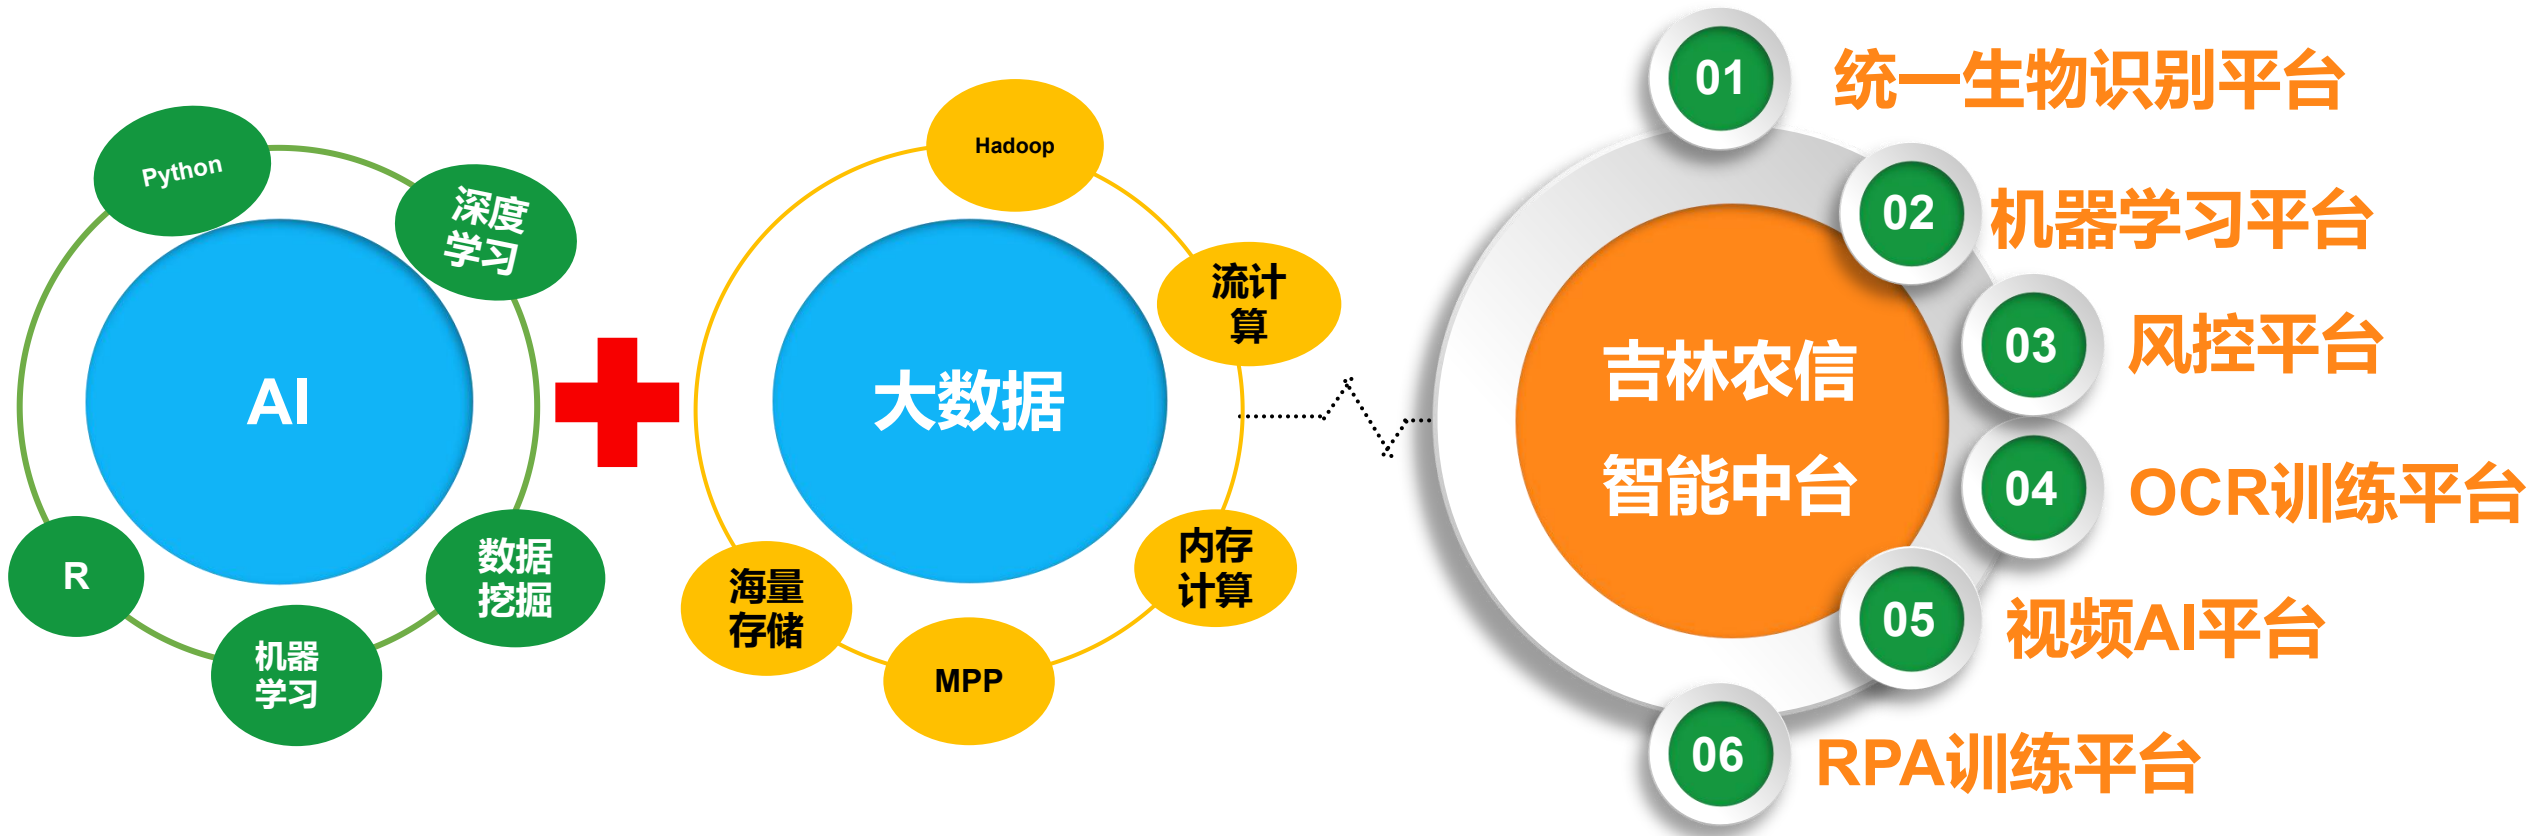 Python
深度
学习
AI
R
机器
学习
数据
挖掘
Hadoop
流计
算
大数据
海量
存储
MPP
内存
计算
吉林农信
智能中台
01
统一生物识别平台
02
机器学习平台
03
风控平台
04
OCR训练平台
05
视频AI平台
06
RPA训练平台